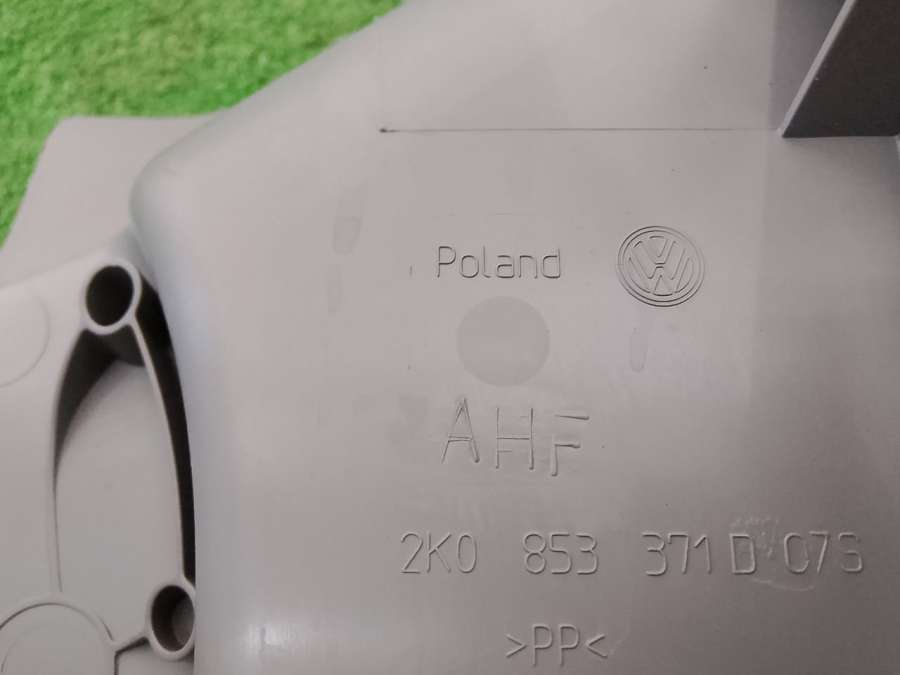 Poland
AHF
2K0 853 371 D 07S
>PP<